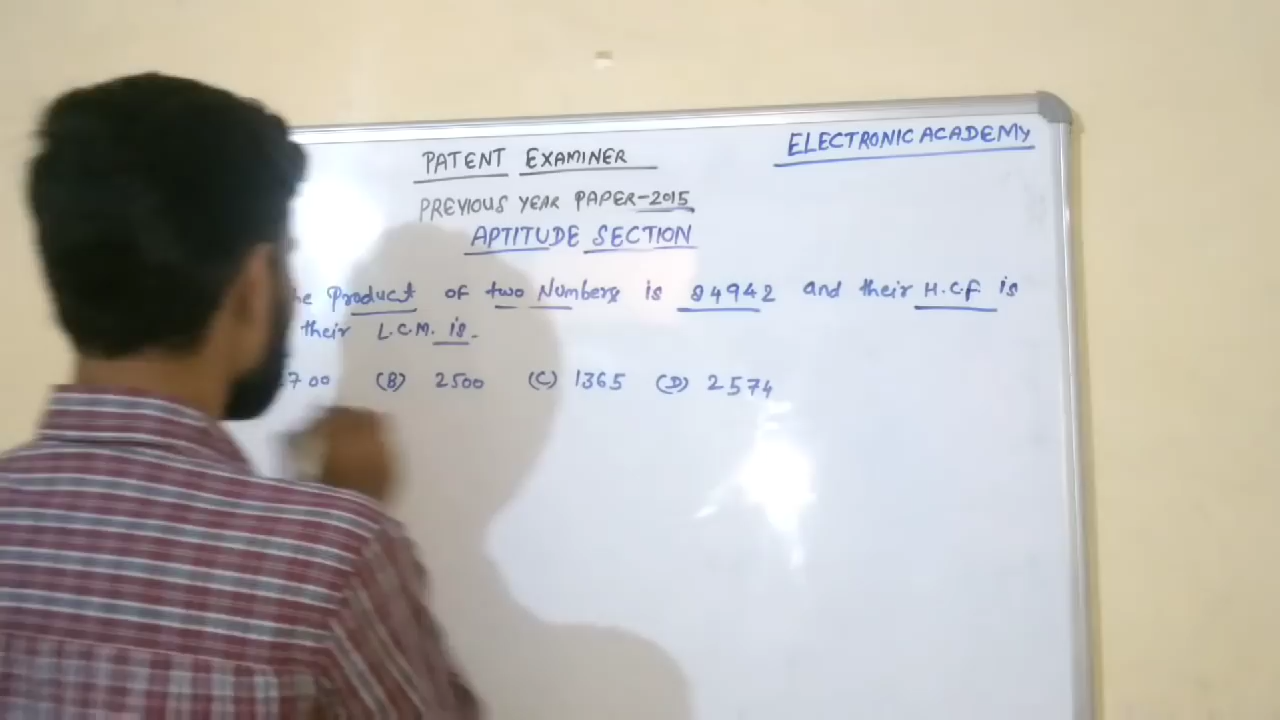 ELECTRONIC ACADEMY
PATENT EXAMINER
PREVIOUS YEAR PAPER-2015
APTITUDE SECTION
Product of two Numbers is 84942 and their H.C.F is
their L.C.M. is.
700 (B) 2500 (C) 1365 (D) 2574